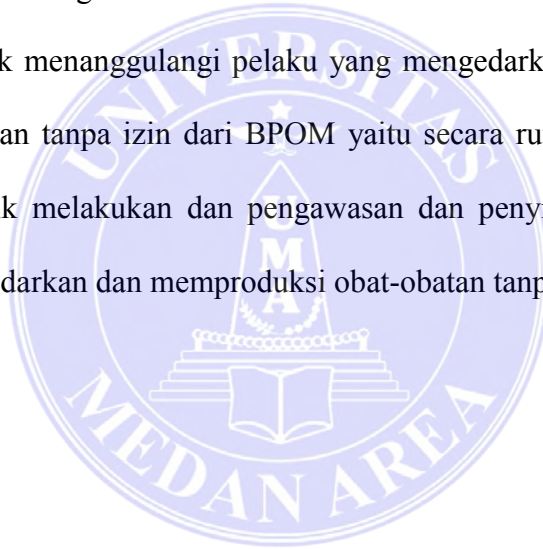 k menanggulangi pelaku yang mengedark
an tanpa izin dari BPOM yaitu secara ru
k melakukan dan pengawasan dan peny
darkan dan memproduksi obat-obatan tanp
UNIVERSITAS
UMA
MEDAN AREA